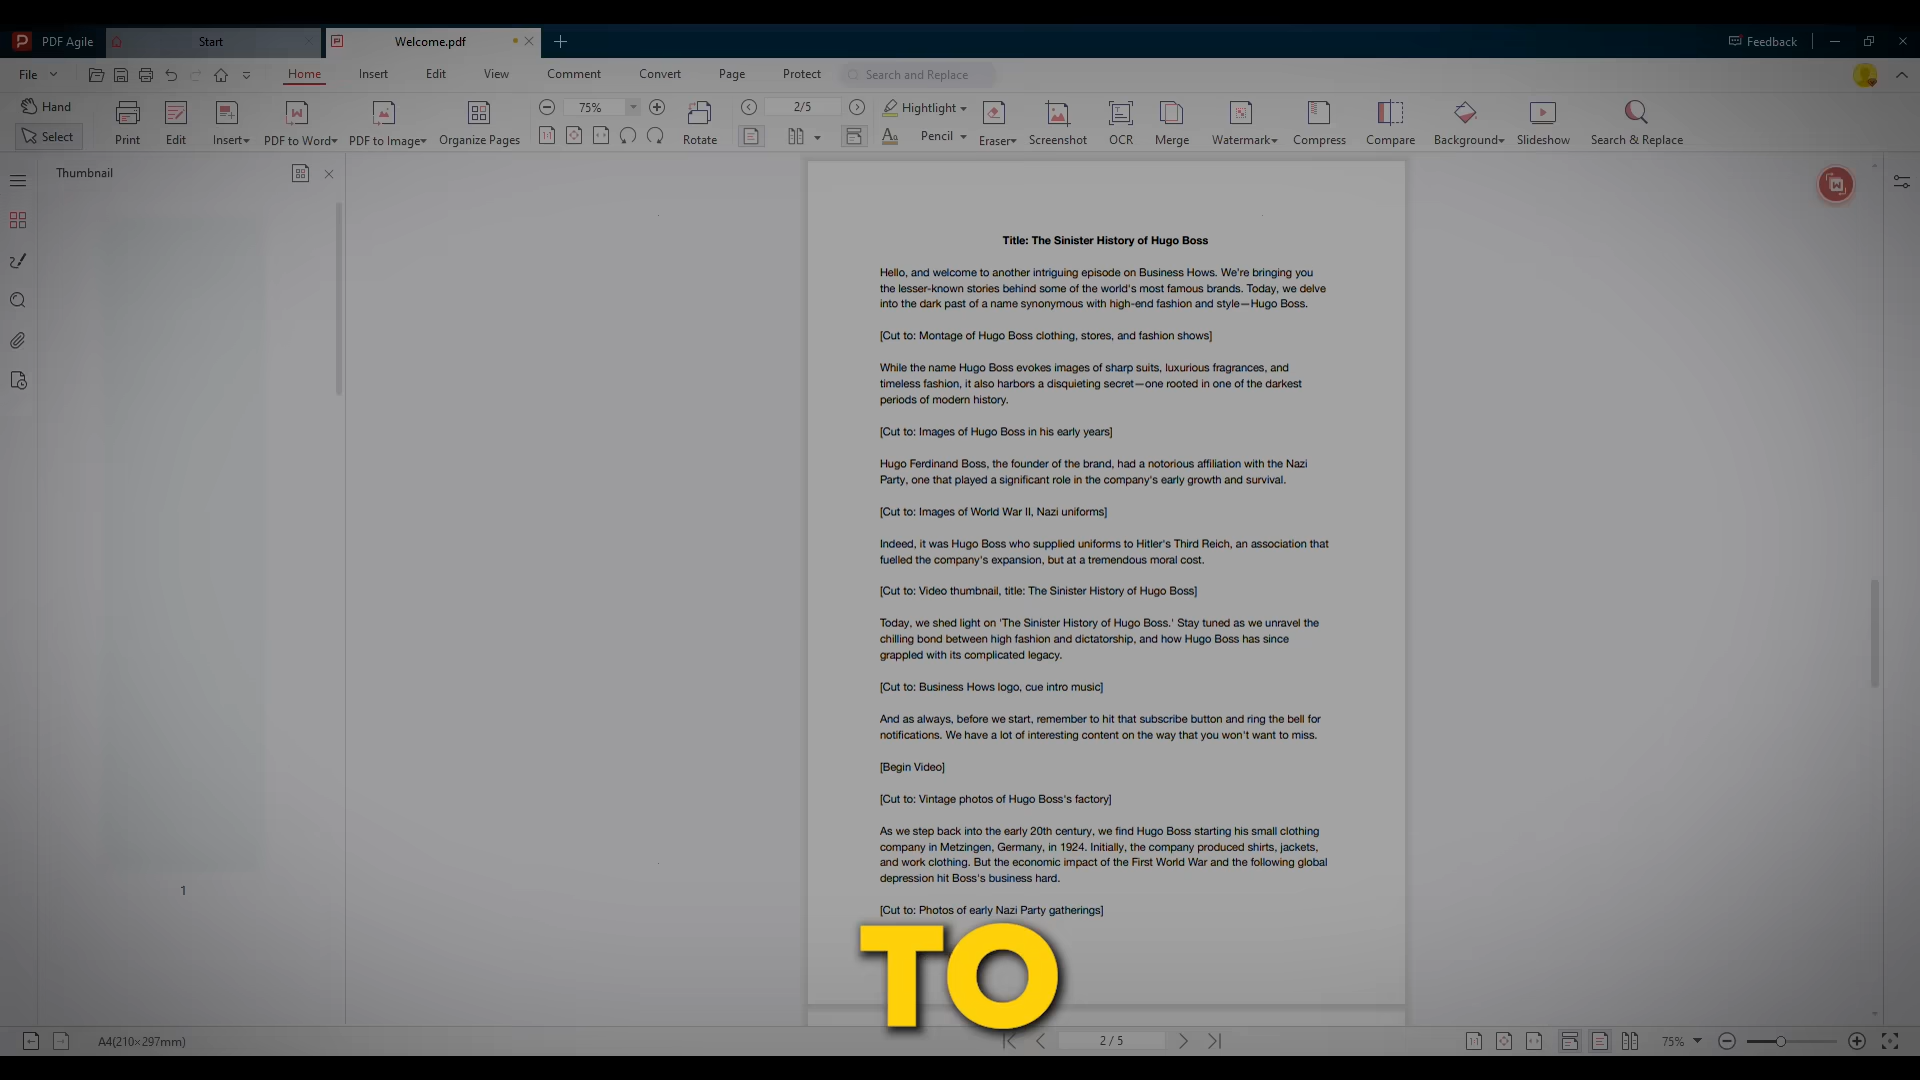 PDF Agile
Start
Welcome.pdf
Feedback
File
Home
Insert
Edit
View
Comment
Convert
Page
Protect
Search and Replace
Hand
Select
Print
Edit
Insert
PDF to Word
PDF to Image
Organize Pages
75%
Rotate
2/5
Hightlight
Pencil
Eraser
Screenshot
OCR
Merge
Watermark
Compress
Compare
Background
Slideshow
Search & Replace
Thumbnail
1
Title: The Sinister History of Hugo Boss
Hello, and welcome to another intriguing episode on Business Hows. We're bringing you
the lesser-known stories behind some of the world's most famous brands. Today, we delve
into the dark past of a name synonymous with high-end fashion and style—Hugo Boss.
[Cut to: Montage of Hugo Boss clothing, stores, and fashion shows]
While the name Hugo Boss evokes images of sharp suits, luxurious fragrances, and
timeless fashion, it also harbors a disquieting secret—one rooted in one of the darkest
periods of modern history.
[Cut to: Images of Hugo Boss in his early years]
Hugo Ferdinand Boss, the founder of the brand, had a notorious affiliation with the Nazi
Party, one that played a significant role in the company's early growth and survival.
[Cut to: Images of World War II, Nazi uniforms]
Indeed, it was Hugo Boss who supplied uniforms to Hitler's Third Reich, an association that
fuelled the company's expansion, but at a tremendous moral cost.
[Cut to: Video thumbnail, title: The Sinister History of Hugo Boss]
Today, we shed light on 'The Sinister History of Hugo Boss.' Stay tuned as we unravel the
chilling bond between high fashion and dictatorship, and how Hugo Boss has since
grappled with its complicated legacy.
[Cut to: Business Hows logo, cue intro music]
And as always, before we start, remember to hit that subscribe button and ring the bell for
notifications. We have a lot of interesting content on the way that you won't want to miss.
[Begin Video]
[Cut to: Vintage photos of Hugo Boss's factory]
As we step back into the early 20th century, we find Hugo Boss starting his small clothing
company in Metzingen, Germany, in 1924. Initially, the company produced shirts, jackets,
and work clothing. But the economic impact of the First World War and the following global
depression hit Boss's business hard.
[Cut to: Photos of early Nazi Party gatherings]
TO
A4(210×297mm)
2 / 5
75%